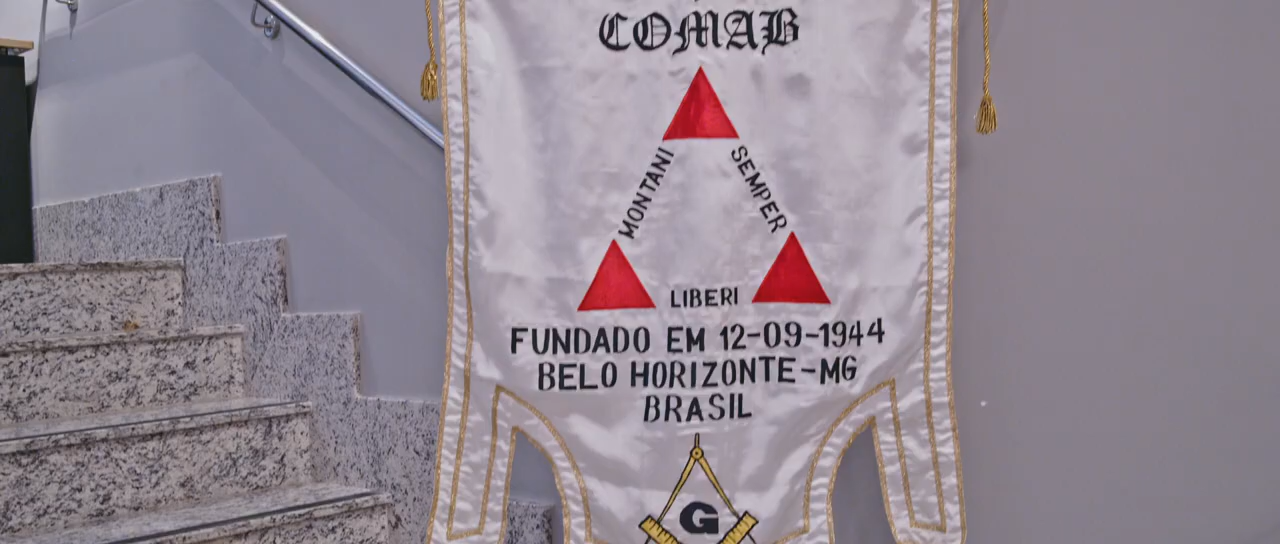 COMAB
MONTANI
SEMPER
LIBERI
FUNDADO EM 12-09-1944
BELO HORIZONTE-MG
BRASIL
G